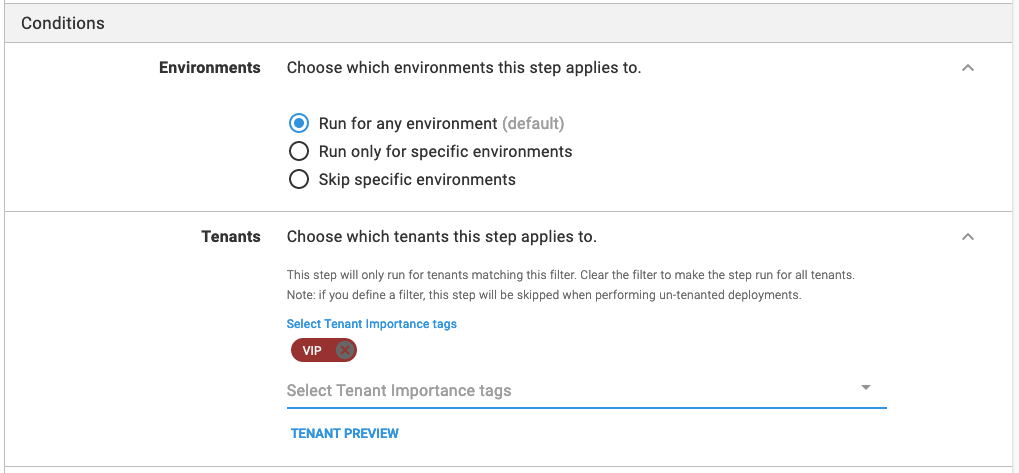 Conditions
Environments Choose which environments this step applies to.
Run for any environment (default)
Run only for specific environments
Skip specific environments
Tenants Choose which tenants this step applies to.
This step will only run for tenants matching this filter. Clear the filter to make the step run for all tenants.
Note: if you define a filter, this step will be skipped when performing un-tenanted deployments.
Select Tenant Importance tags
VIP
Select Tenant Importance tags
TENANT PREVIEW